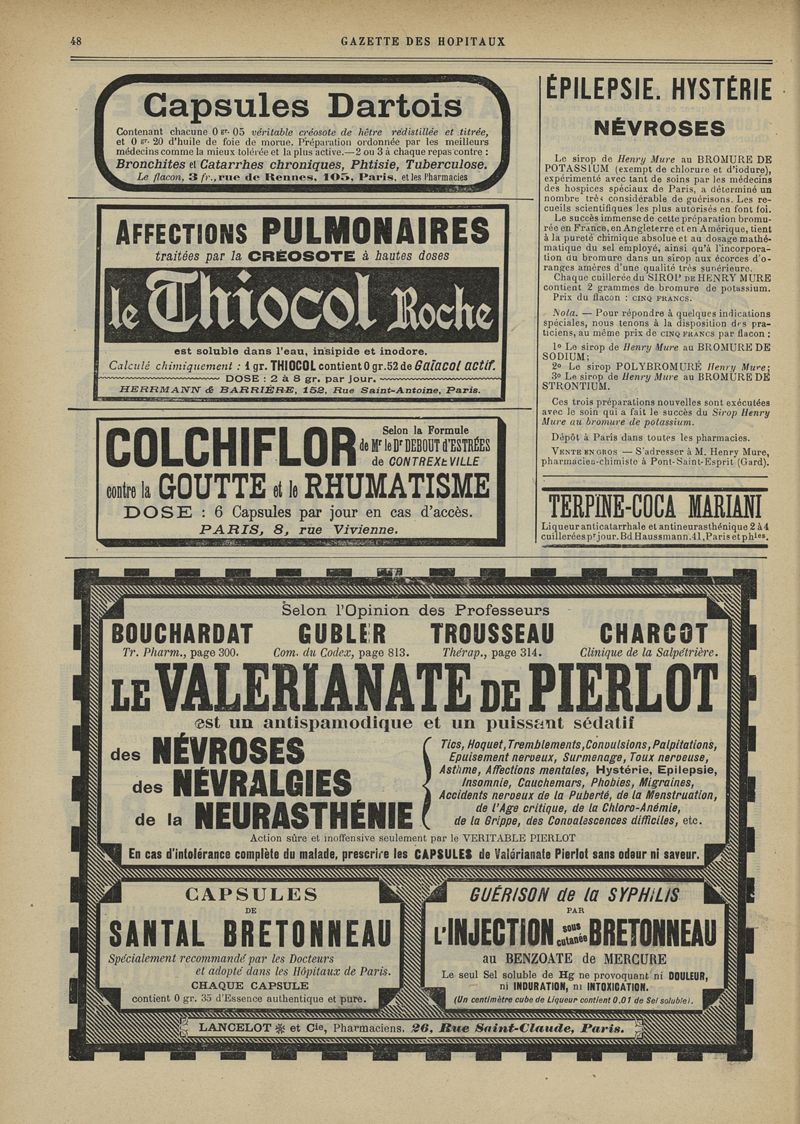 48
GAZETTE DES HOPITAUX
Capsules Dartois
Contenant chacune 0 gr. 05 véritable créosote de hêtre redistillée et titrée,
et 0 gr. 20 d'huile de foie de morue. Préparation ordonnée par les meilleurs
médecins comme la mieux tolérée et la plus active.—2 ou 3 à chaque repas contre :
Bronchites et Catarrhes chroniques, Phtisie, Tuberculose.
Le flacon, 3 fr., rue de Rennes, 105, Paris, et les Pharmacies
AFFECTIONS PULMONAIRES
traitées par la CRÉOSOTE à hautes doses
le Thiocol Roche
est soluble dans l'eau, insipide et inodore.
Calculé chimiquement : 1 gr. THIOCOL contient 0 gr. 52 de Gaïacol actif.
DOSE : 2 à 8 gr. par jour.
HERRMANN & BARRIÈRE, 152, Rue Saint-Antoine, Paris.
COLCHIFLOR
Selon la Formule
de Mr le Dr DEBOUT d'ESTRÉES
de CONTREXÉVILLE
contre la GOUTTE et le RHUMATISME
DOSE : 6 Capsules par jour en cas d'accès.
PARIS, 8, rue Vivienne.
ÉPILEPSIE. HYSTÉRIE
NÉVROSES
Le sirop de Henry Mure au BROMURE DE
POTASSIUM (exempt de chlorure et d'iodure),
expérimenté avec tant de soins par les médecins
des hospices spéciaux de Paris, a déterminé un
nombre très considérable de guérisons. Les re-
cueils scientifiques les plus autorisés en font foi.
Le succès immense de cette préparation bromu-
rée en France, en Angleterre et en Amérique, tient
à la pureté chimique absolue et au dosage mathé-
matique du sel employé, ainsi qu'à l'incorpora-
tion du bromure dans un sirop aux écorces d'o-
ranges amères d'une qualité très supérieure.
Chaque cuillerée du SIROP DE HENRY MURE
contient 2 grammes de bromure de potassium.
Prix du flacon : CINQ FRANCS.
Nota. — Pour répondre à quelques indications
spéciales, nous tenons à la disposition des pra-
ticiens, au même prix de CINQ FRANCS par flacon :
1º Le sirop de Henry Mure au BROMURE DE
SODIUM;
2º Le sirop POLYBROMURÉ Henry Mure;
3º Le sirop de Henry Mure au BROMURE DE
STRONTIUM.
Ces trois préparations nouvelles sont exécutées
avec le soin qui a fait le succès du Sirop Henry
Mure au bromure de potassium.
Dépôt à Paris dans toutes les pharmacies.
VENTE EN GROS — S'adresser à M. Henry Mure,
pharmacien-chimiste à Pont-Saint-Esprit (Gard).
TERPINE-COCA MARIANI
Liqueur anticatarrhale et antineurasthénique 2 à 4
cuillerées pr jour. Bd Haussmann. 41, Paris et phies.
Selon l'Opinion des Professeurs
BOUCHARDAT GUBLER TROUSSEAU CHARCOT
Tr. Pharm., page 300. Com. du Codex, page 813. Thérap., page 314. Clinique de la Salpétrière.
LE VALERIANATE DE PIERLOT
est un antispamodique et un puissant sédatif
des NÉVROSES
des NÉVRALGIES
de la NEURASTHÉNIE
Tics, Hoquet, Tremblements, Convulsions, Palpitations,
Epuisement nerveux, Surmenage, Toux nerveuse,
Asthme, Affections mentales, Hystérie, Epilepsie,
Insomnie, Cauchemars, Phobies, Migraines,
Accidents nerveux de la Puberté, de la Menstruation,
de l'Age critique, de la Chloro-Anémie,
de la Grippe, des Convalescences difficiles, etc.
Action sûre et inoffensive seulement par le VERITABLE PIERLOT
En cas d'intolérance complète du malade, prescrire les CAPSULES de Valérianate Pierlot sans odeur ni saveur.
CAPSULES
DE
SANTAL BRETONNEAU
Spécialement recommandé par les Docteurs
et adopté dans les Hôpitaux de Paris.
CHAQUE CAPSULE
contient 0 gr. 35 d'Essence authentique et pure.
GUÉRISON de la SYPHILIS
PAR
L'INJECTION sous cutanée BRETONNEAU
au BENZOATE de MERCURE
Le seul Sel soluble de Hg ne provoquant ni DOULEUR,
ni INDURATION, ni INTOXICATION.
(Un centimètre cube de Liqueur contient 0.01 de Sel soluble).
LANCELOT ※ et Cie, Pharmaciens, 26, Rue Saint-Claude, Paris.